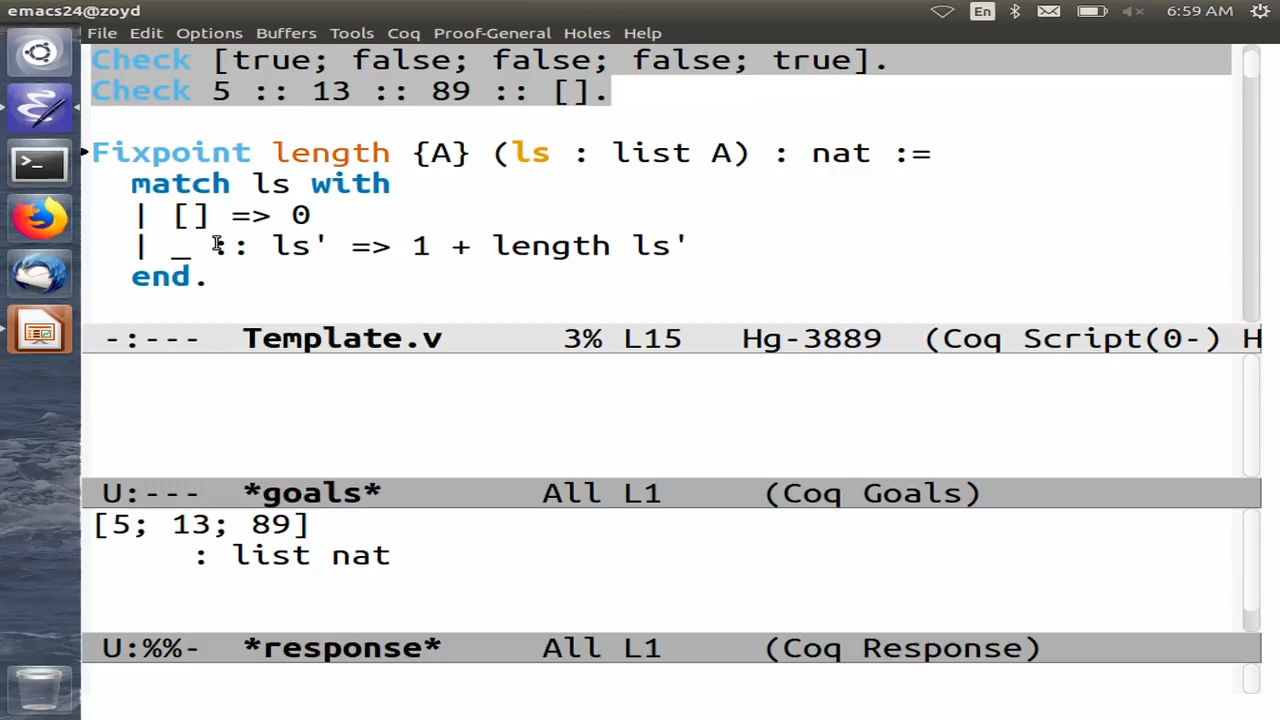 emacs24@zoyd En 6:59 AM
File Edit Options Buffers Tools Coq Proof-General Holes Help
Check [true; false; false; false; true].
Check 5 :: 13 :: 89 :: [].
Fixpoint length {A} (ls : list A) : nat :=
match ls with
| [] => 0
| _ :: ls' => 1 + length ls'
end.
-:--- Template.v 3% L15 Hg-3889 (Coq Script(0-) H
U:--- *goals* All L1 (Coq Goals)
[5; 13; 89]
: list nat
U:%%- *response* All L1 (Coq Response)